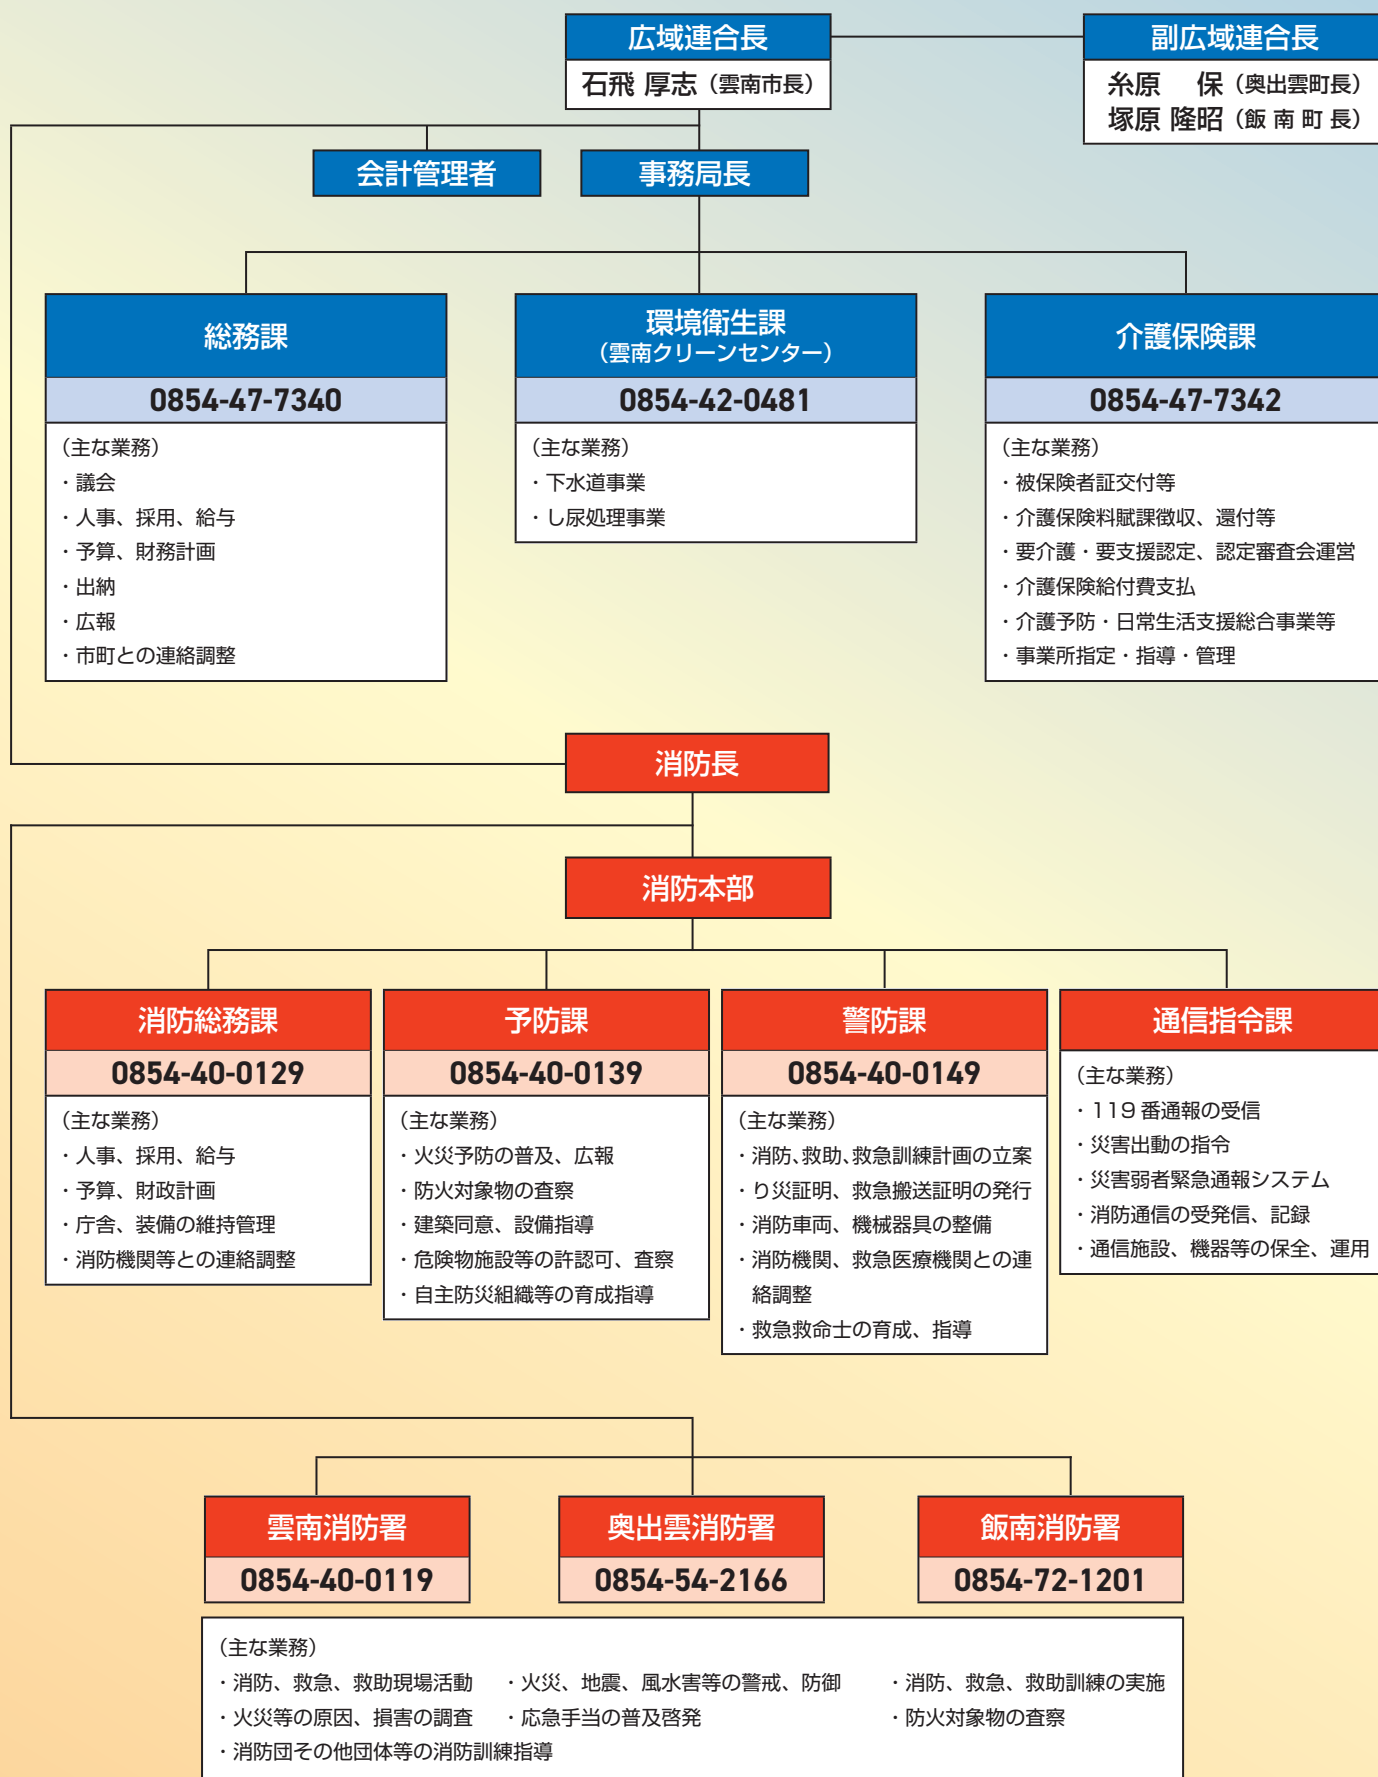 広域連合長
石飛 厚志（雲南市長）
副広域連合長
糸原　保（奥出雲町長）
塚原 隆昭（飯 南 町 長）
会計管理者
事務局長
総務課
0854-47-7340
（主な業務）
・議会
・人事、採用、給与
・予算、財務計画
・出納
・広報
・市町との連絡調整
環境衛生課
（雲南クリーンセンター）
0854-42-0481
（主な業務）
・下水道事業
・し尿処理事業
介護保険課
0854-47-7342
（主な業務）
・被保険者証交付等
・介護保険料賦課徴収、還付等
・要介護・要支援認定、認定審査会運営
・介護保険給付費支払
・介護予防・日常生活支援総合事業等
・事業所指定・指導・管理
消防長
消防本部
消防総務課
0854-40-0129
（主な業務）
・人事、採用、給与
・予算、財政計画
・庁舎、装備の維持管理
・消防機関等との連絡調整
予防課
0854-40-0139
（主な業務）
・火災予防の普及、広報
・防火対象物の査察
・建築同意、設備指導
・危険物施設等の許認可、査察
・自主防災組織等の育成指導
警防課
0854-40-0149
（主な業務）
・消防、救助、救急訓練計画の立案
・り災証明、救急搬送証明の発行
・消防車両、機械器具の整備
・消防機関、救急医療機関との連
絡調整
・救急救命士の育成、指導
通信指令課
（主な業務）
・119 番通報の受信
・災害出動の指令
・災害弱者緊急通報システム
・消防通信の受発信、記録
・通信施設、機器等の保全、運用
雲南消防署
0854-40-0119
奥出雲消防署
0854-54-2166
飯南消防署
0854-72-1201
（主な業務）
・消防、救急、救助現場活動　・火災、地震、風水害等の警戒、防御　・消防、救急、救助訓練の実施
・火災等の原因、損害の調査　・応急手当の普及啓発　・防火対象物の査察
・消防団その他団体等の消防訓練指導